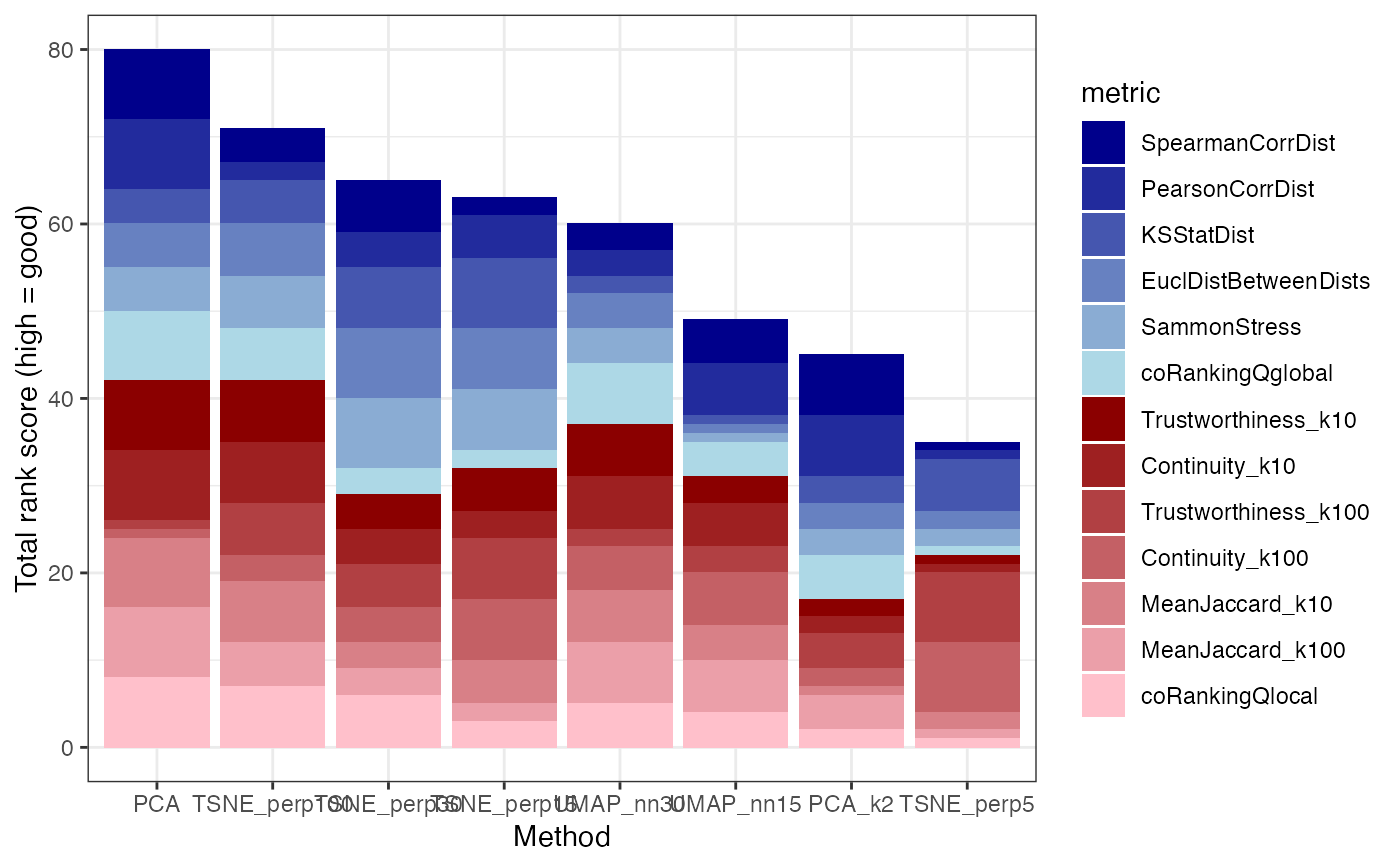 Total rank score (high = good)
80
60
40
20
0
PCA
TSNE_perp100
TSNE_perp30
TSNE_perp15
UMAP_nn30
UMAP_nn15
PCA_k2
TSNE_perp5
Method
metric
SpearmanCorrDist
PearsonCorrDist
KSStatDist
EuclDistBetweenDists
SammonStress
coRankingQglobal
Trustworthiness_k10
Continuity_k10
Trustworthiness_k100
Continuity_k100
MeanJaccard_k10
MeanJaccard_k100
coRankingQlocal